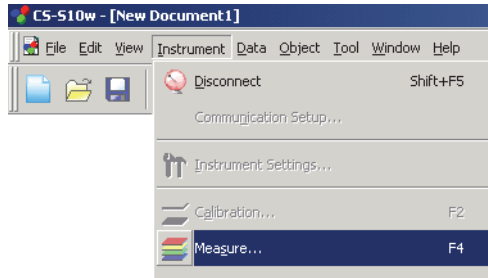 CS-S10w - [New Document1]
File Edit View Instrument Data Object Tool Window Help
Disconnect Shift+F5
Communication Setup...
Instrument Settings...
Calibration... F2
Measure... F4